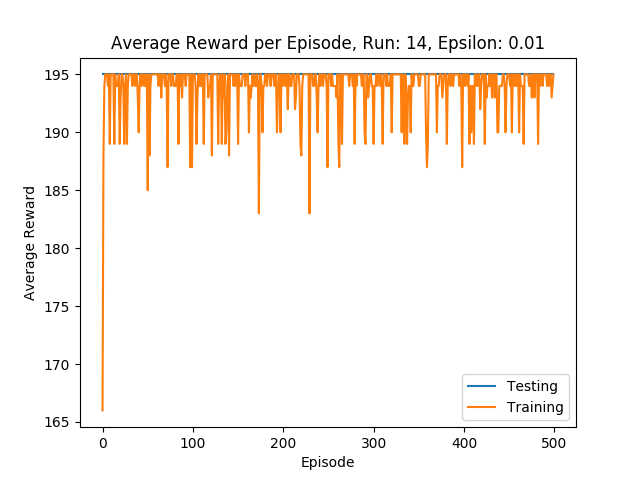 Average Reward per Episode, Run: 14, Epsilon: 0.01
195
190
185
180
175
170
165
Average Reward
0 100 200 300 400 500
Episode
Testing
Training